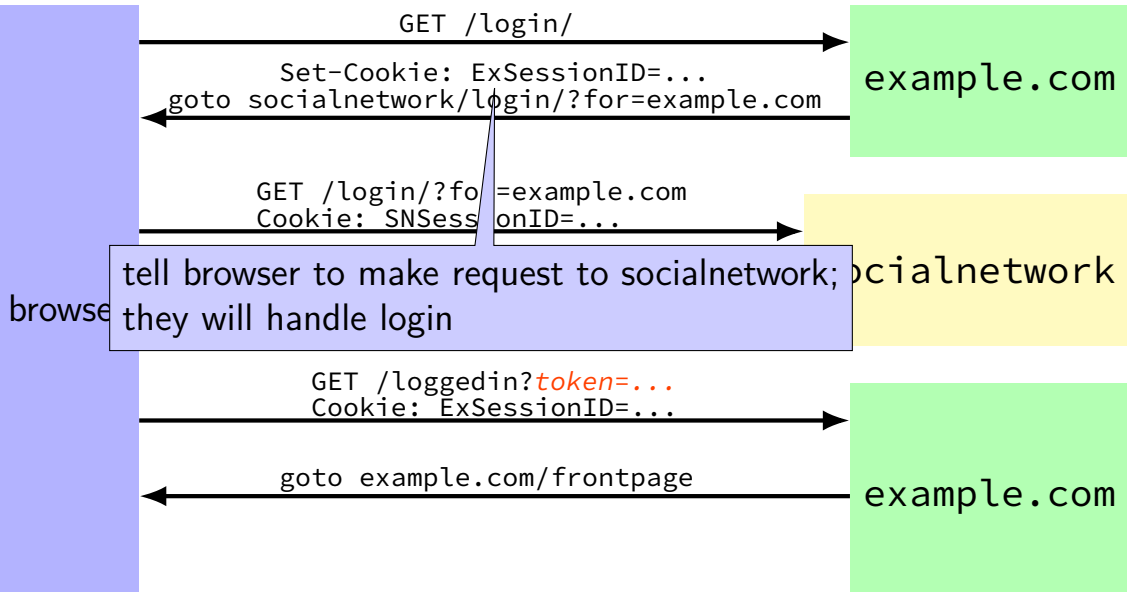 GET /login/
example.com
Set-Cookie: ExSessionID=...
goto socialnetwork/login/?for=example.com
GET /login/?fo =example.com
Cookie: SNSess onID=...
ocialnetwork
tell browser to make request to socialnetwork;
they will handle login
browse
GET /loggedin?token=...
Cookie: ExSessionID=...
goto example.com/frontpage
example.com